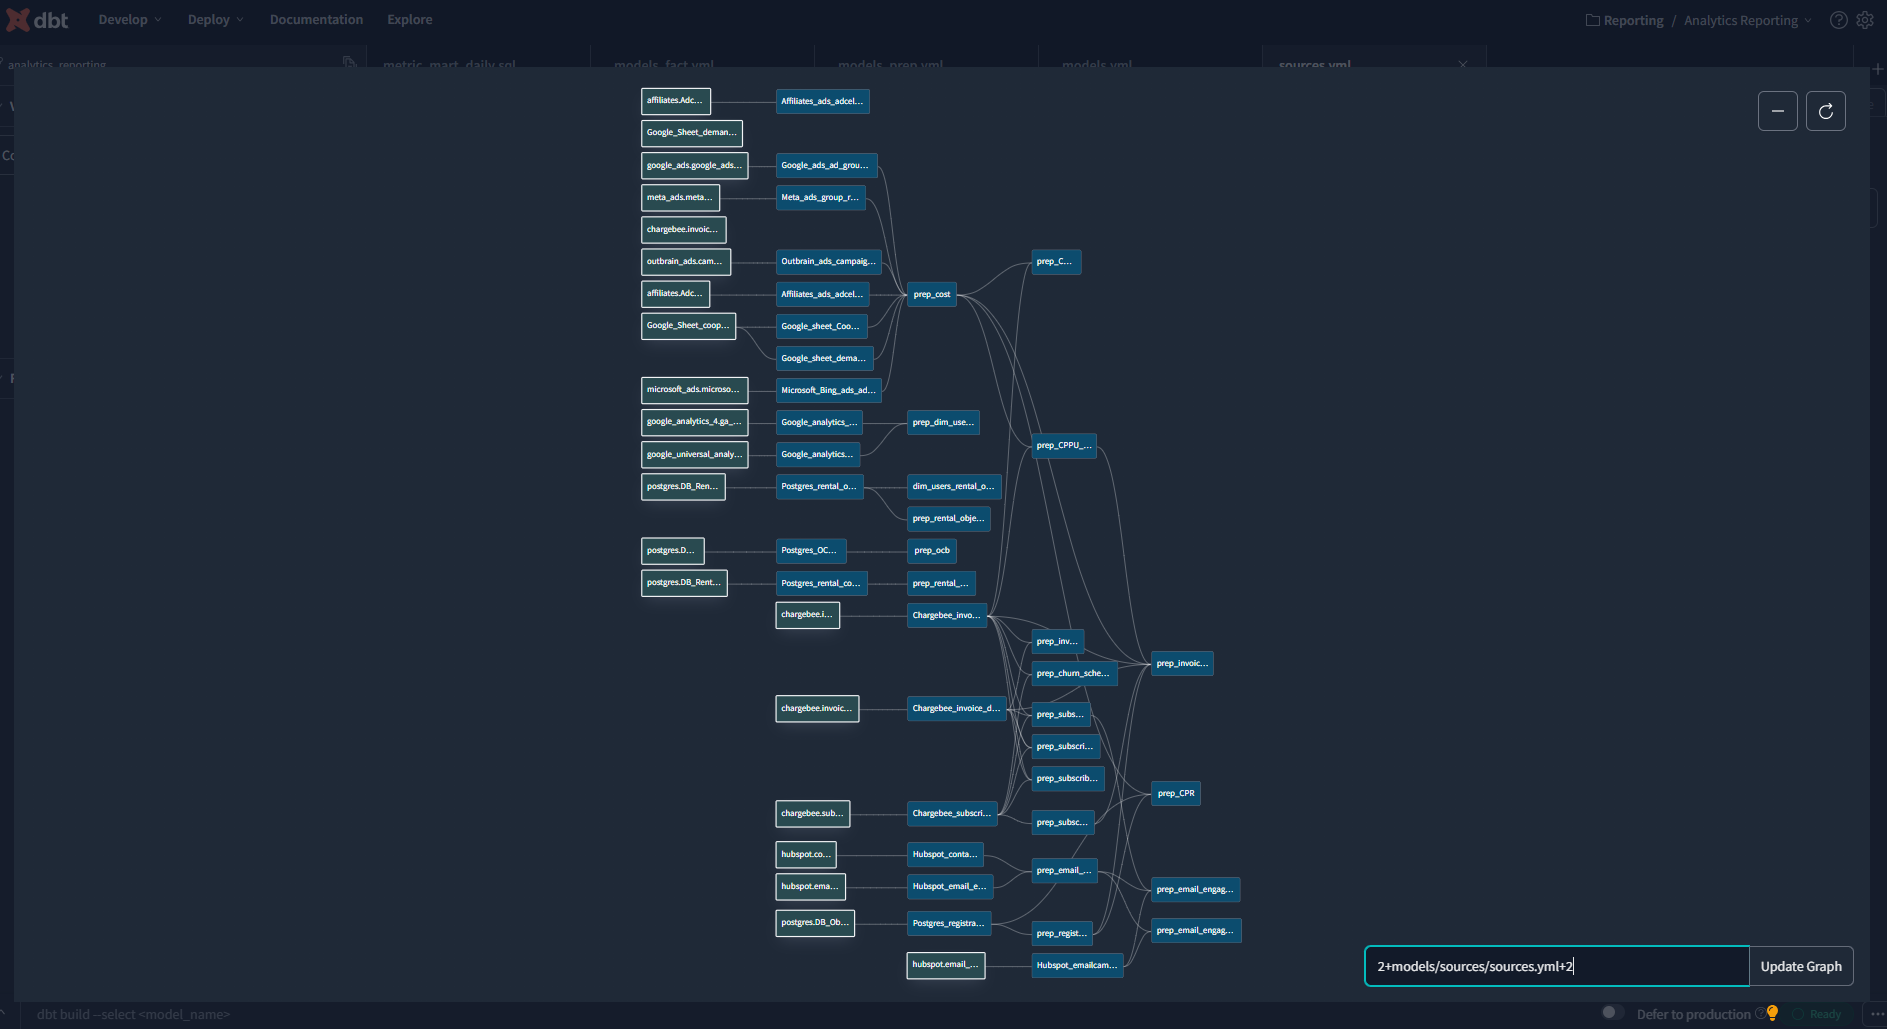 dbt
Develop
Deploy
Documentation
Explore
Reporting / Analytics Reporting
analytics_reporting
metric_mart_daily.sql
models_fact.yml
models_prep.yml
models.yml
sources.yml
affiliates.Adc...
Affiliates_ads_adcel...
Google_Sheet_deman...
google_ads.google_ads...
Google_ads_ad_grou...
meta_ads.meta...
Meta_ads_group_r...
chargebee.invoic...
outbrain_ads.cam...
Outbrain_ads_campaig...
prep_C...
affiliates.Adc...
Affiliates_ads_adcel...
prep_cost
Google_Sheet_coop...
Google_sheet_Coo...
Google_sheet_dema...
microsoft_ads.microso...
Microsoft_Bing_ads_ad...
google_analytics_4.ga_...
Google_analytics_...
prep_dim_use...
prep_CPPU_...
google_universal_analy...
Google_analytics...
postgres.DB_Ren...
Postgres_rental_o...
dim_users_rental_o...
prep_rental_obje...
postgres.D...
Postgres_OC...
prep_ocb
postgres.DB_Rent...
Postgres_rental_co...
prep_rental_...
chargebee.i...
Chargebee_invo...
prep_inv...
prep_invoic...
prep_churn_sche...
chargebee.invoic...
Chargebee_invoice_d...
prep_subs...
prep_subscri...
prep_subscrib...
prep_CPR
chargebee.sub...
Chargebee_subscri...
prep_subsc...
hubspot.co...
Hubspot_conta...
prep_email_...
hubspot.ema...
Hubspot_email_e...
prep_email_engag...
postgres.DB_Ob...
Postgres_registra...
prep_regist...
prep_email_engag...
hubspot.email_...
Hubspot_emailcam...
2+models/sources/sources.yml+2
Update Graph
dbt build --select <model_name>
Defer to production
Ready